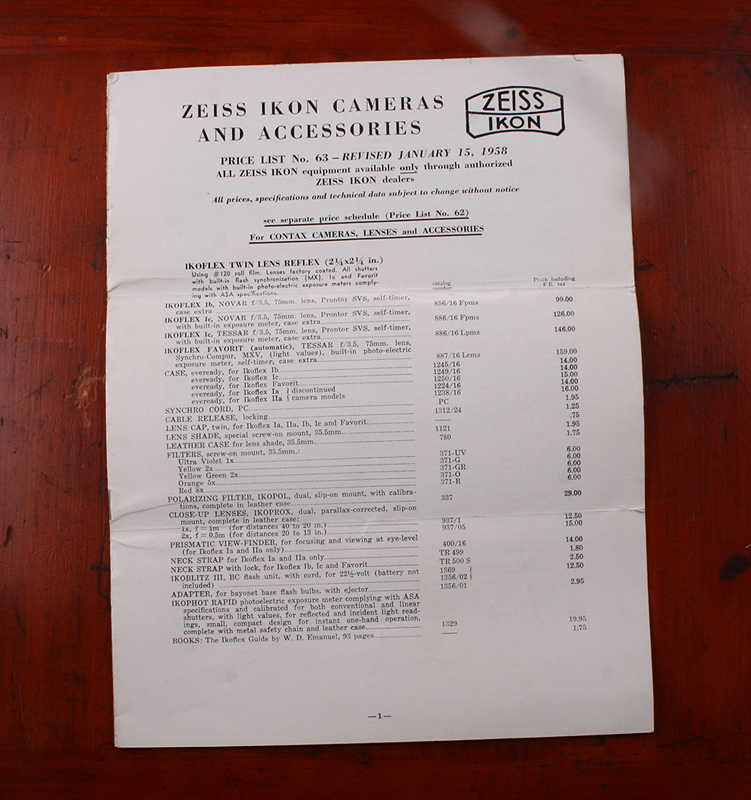 ZEISS IKON CAMERAS
AND ACCESSORIES
ZEISS
IKON
PRICE LIST No. 63 – REVISED JANUARY 15, 1958
ALL ZEISS IKON equipment available only through authorized
ZEISS IKON dealers
All prices, specifications and technical data subject to change without notice
see separate price schedule (Price List No. 62)
For CONTAX CAMERAS, LENSES and ACCESSORIES
IKOFLEX TWIN LENS REFLEX (2¼x2¼ in.)
Using #120 roll film. Lenses factory coated. All shutters
with built-in flash synchronization (MX). Ic and Favorit
models with built-in photo-electric exposure meters comply-
ing with ASA specifications.
catalog number Price including F.E. tax
IKOFLEX Ib, NOVAR f/3.5, 75mm. lens, Prontor SVS, self-timer,
case extra 856/16 Fpms 99.00
IKOFLEX Ic, NOVAR f/3.5, 75mm. lens, Prontor SVS, self-timer,
with built-in exposure meter, case extra 886/16 Fpms 126.00
IKOFLEX Ic, TESSAR f/3.5, 75mm. lens, Prontor SVS, self-timer,
with built-in exposure meter, case extra 886/16 Lpms 146.00
IKOFLEX FAVORIT (automatic), TESSAR f/3.5, 75mm. lens,
Synchro-Compur, MXV, (light values), built-in photo-electric
exposure meter, self-timer, case extra 887/16 Lcms 159.00
CASE, eveready, for Ikoflex Ib 1245/16 14.00
eveready, for Ikoflex Ic 1249/16 14.00
eveready, for Ikoflex Favorit 1250/16 15.00
eveready, for Ikoflex Ia } discontinued 1224/16 14.00
eveready, for Ikoflex IIa } camera models 1238/16 16.00
SYNCHRO CORD, PC PC 1.95
CABLE RELEASE, locking 1312/24 1.25
LENS CAP, twin, for Ikoflex Ia, IIa, Ib, Ic and Favorit — .75
LENS SHADE, special screw-on mount, 35.5mm. 1121 1.95
LEATHER CASE for lens shade, 35.5mm. 780 1.75
FILTERS, screw-on mount, 35.5mm.:
Ultra Violet 1x 371-UV 6.00
Yellow 2x 371-G 6.00
Yellow Green 2x 371-GR 6.00
Orange 5x 371-O 6.00
Red 8x 371-R 6.00
POLARIZING FILTER, IKOPOL, dual, slip-on mount, with calibra-
tions, complete in leather case 337 29.00
CLOSE-UP LENSES, IKOPROX, dual, parallax-corrected, slip-on
mount, complete in leather case:
1x, f = 1m (for distances 40 to 20 in.) 937/1 12.50
2x, f = 0.5m (for distances 20 to 13 in.) 937/05 15.00
PRISMATIC VIEW-FINDER, for focusing and viewing at eye-level
(for Ikoflex Ia and IIa only) 400/16 14.00
NECK STRAP for Ikoflex Ia and IIa only TR 499 1.80
NECK STRAP with lock, for Ikoflex Ib, Ic and Favorit TR 500 S 2.50
IKOBLITZ III, BC flash unit, with cord, for 22½-volt (battery not 1369 }
included) 1356/02 } 12.50
ADAPTER, for bayonet base flash bulbs, with ejector 1356/01 2.95
IKOPHOT RAPID photoelectric exposure meter complying with ASA
specifications and calibrated for both conventional and linear
shutters, with light values, for reflected and incident light read-
ings, small, compact design for instant one-hand operation,
complete with metal safety chain and leather case 1329 19.95
BOOKS: The Ikoflex Guide by W. D. Emanuel, 93 pages — 1.75
—1—